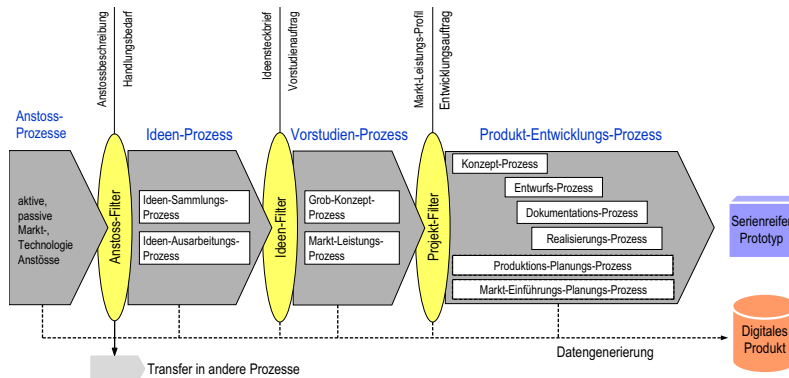 Anstossbeschreibung
Handlungsbedarf
Ideensteckbrief
Vorstudienauftrag
Markt-Leistungs-Profil
Entwicklungsauftrag
Anstoss-
Prozesse
Ideen-Prozess
Vorstudien-Prozess
Produkt-Entwicklungs-Prozess
aktive,
passive
Markt-,
Technologie
Anstösse
Anstoss-Filter
Ideen-Sammlungs-
Prozess
Ideen-Ausarbeitungs-
Prozess
Ideen-Filter
Grob-Konzept-
Prozess
Markt-Leistungs-
Prozess
Projekt-Filter
Konzept-Prozess
Entwurfs-Prozess
Dokumentations-Prozess
Realisierungs-Prozess
Produktions-Planungs-Prozess
Markt-Einführungs-Planungs-Prozess
Serienreifer
Prototyp
Digitales
Produkt
Datengenerierung
Transfer in andere Prozesse